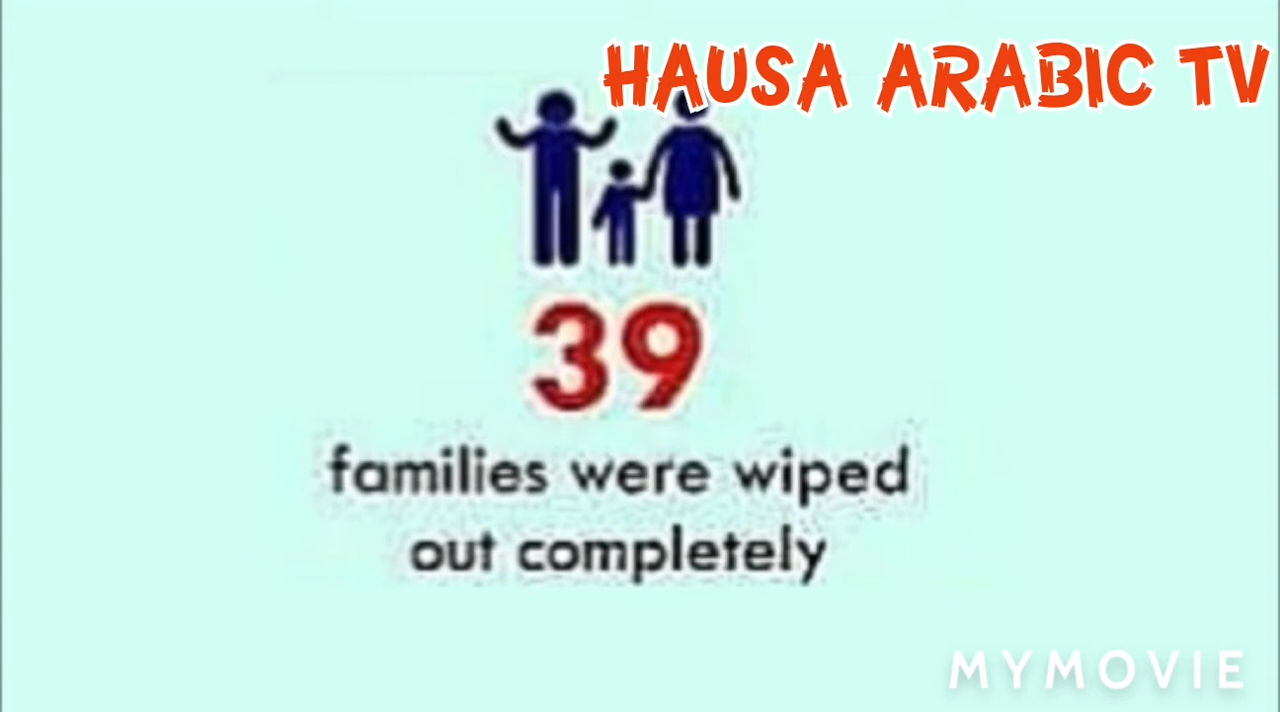 HAUSA ARABIC TV
39
families were wiped
out completely
MYMOVIE